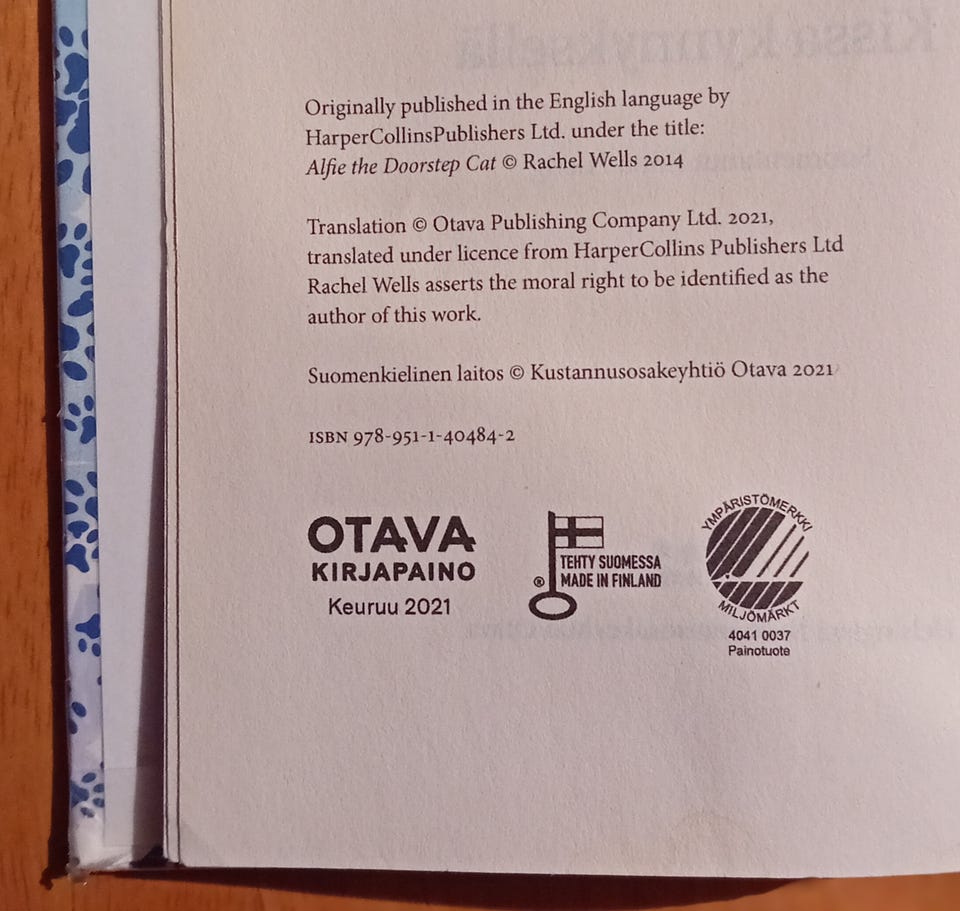 Kissa kynnyksellä
Originally published in the English language by
HarperCollinsPublishers Ltd. under the title:
Alfie the Doorstep Cat © Rachel Wells 2014
Translation © Otava Publishing Company Ltd. 2021,
translated under licence from HarperCollins Publishers Ltd
Rachel Wells asserts the moral right to be identified as the
author of this work.
Suomenkielinen laitos © Kustannusosakeyhtiö Otava 2021
ISBN 978-951-1-40484-2
OTAVA
KIRJAPAINO
Keuruu 2021
TEHTY SUOMESSA
® MADE IN FINLAND
YMPÄRISTÖMERKKI
MILJÖMÄRKT
4041 0037
Painotuote